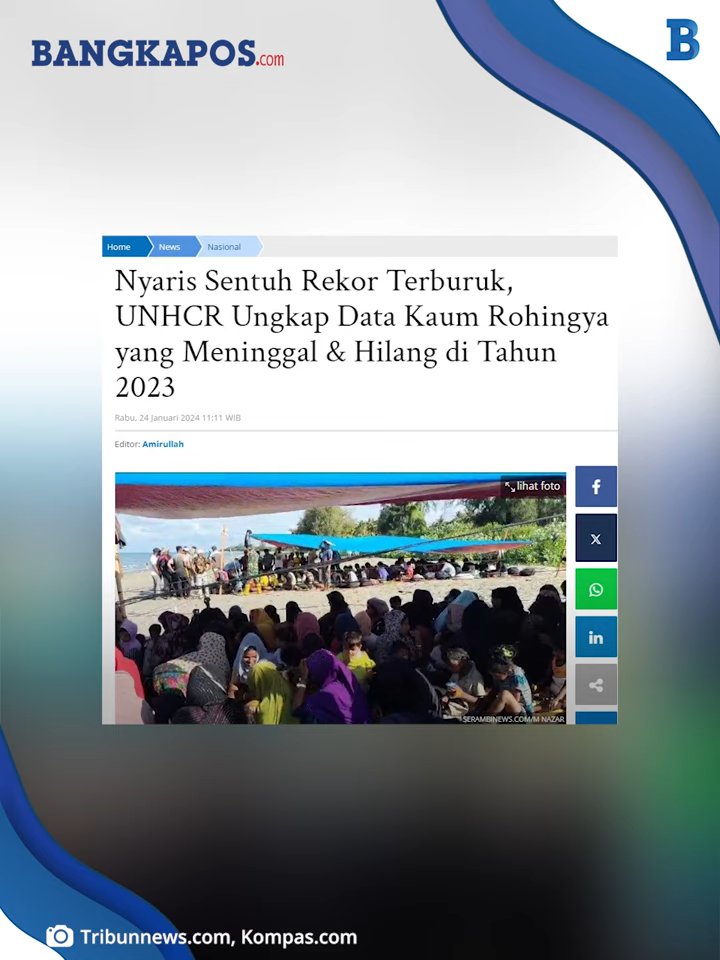 BANGKAPOS.com
B
Home News Nasional
Nyaris Sentuh Rekor Terburuk,
UNHCR Ungkap Data Kaum Rohingya
yang Meninggal & Hilang di Tahun
2023
Rabu, 24 Januari 2024 11:11 WIB
Editor: Amirullah
lihat foto
SERAMBINEWS.COM/M NAZAR
Tribunnews.com, Kompas.com